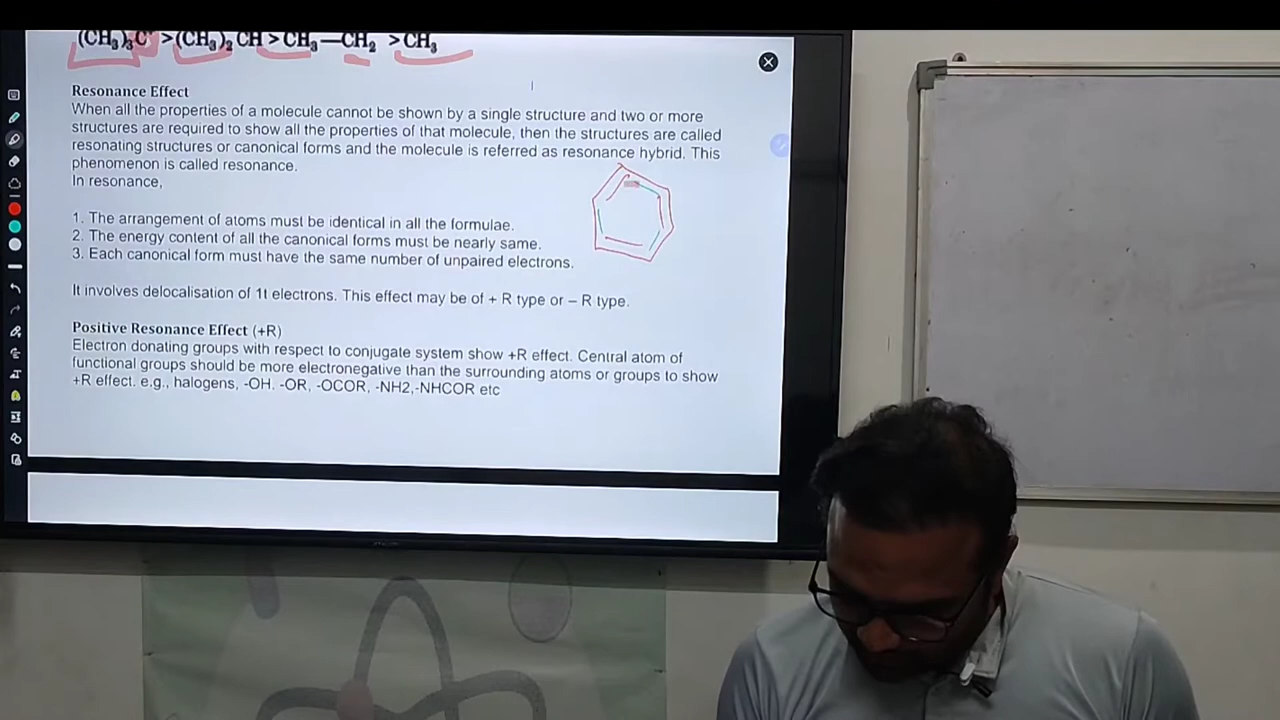 (CH₃)₃C >(CH₃)₂ CH > CH₃—CH₂ > CH₃
Resonance Effect
When all the properties of a molecule cannot be shown by a single structure and two or more
structures are required to show all the properties of that molecule, then the structures are called
resonating structures or canonical forms and the molecule is referred as resonance hybrid. This
phenomenon is called resonance.
In resonance,
1. The arrangement of atoms must be identical in all the formulae.
2. The energy content of all the canonical forms must be nearly same.
3. Each canonical form must have the same number of unpaired electrons.
It involves delocalisation of 1t electrons. This effect may be of + R type or – R type.
Positive Resonance Effect (+R)
Electron donating groups with respect to conjugate system show +R effect. Central atom of
functional groups should be more electronegative than the surrounding atoms or groups to show
+R effect. e.g., halogens, -OH. -OR, -OCOR, -NH2,-NHCOR etc